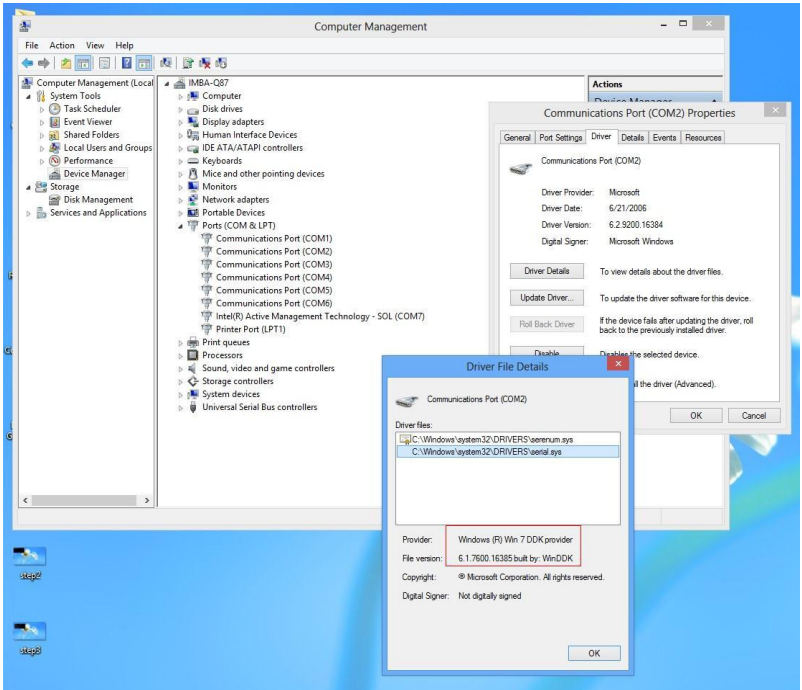 Computer Management
File Action View Help
Computer Management (Local
System Tools
Task Scheduler
Event Viewer
Shared Folders
Local Users and Groups
Performance
Device Manager
Storage
Disk Management
Services and Applications
IMBA-Q87
Computer
Disk drives
Display adapters
Human Interface Devices
IDE ATA/ATAPI controllers
Keyboards
Mice and other pointing devices
Monitors
Network adapters
Portable Devices
Ports (COM & LPT)
Communications Port (COM1)
Communications Port (COM2)
Communications Port (COM3)
Communications Port (COM4)
Communications Port (COM5)
Communications Port (COM6)
Intel(R) Active Management Technology - SOL (COM7)
Printer Port (LPT1)
Print queues
Processors
Sound, video and game controllers
Storage controllers
System devices
Universal Serial Bus controllers
Actions
Device Manager
Communications Port (COM2) Properties
General Port Settings Driver Details Events Resources
Communications Port (COM2)
Driver Provider: Microsoft
Driver Date: 6/21/2006
Driver Version: 6.2.9200.16384
Digital Signer: Microsoft Windows
Driver Details To view details about the driver files.
Update Driver... To update the driver software for this device.
Roll Back Driver If the device fails after updating the driver, roll
back to the previously installed driver.
Disable Disables the selected device.
ll the driver (Advanced).
OK Cancel
Driver File Details
Communications Port (COM2)
Driver files:
C:\Windows\system32\DRIVERS\serenum.sys
C:\Windows\system32\DRIVERS\serial.sys
Provider: Windows (R) Win 7 DDK provider
File version: 6.1.7600.16385 built by: WinDDK
Copyright: © Microsoft Corporation. All rights reserved.
Digital Signer: Not digitally signed
OK
step2
step3